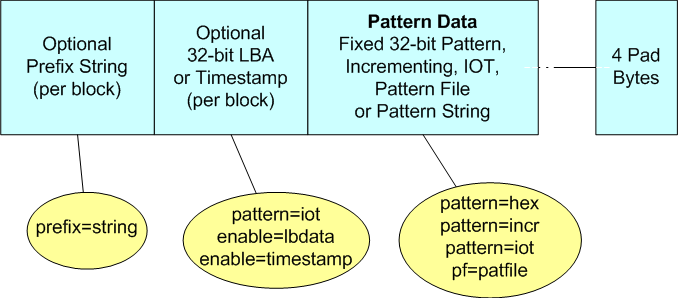 Optional
Prefix String
(per block)
Optional
32-bit LBA
or Timestamp
(per block)
Pattern Data
Fixed 32-bit Pattern,
Incrementing, IOT,
Pattern File
or Pattern String
4 Pad
Bytes
prefix=string
pattern=iot
enable=lbdata
enable=timestamp
pattern=hex
pattern=incr
pattern=iot
pf=patfile